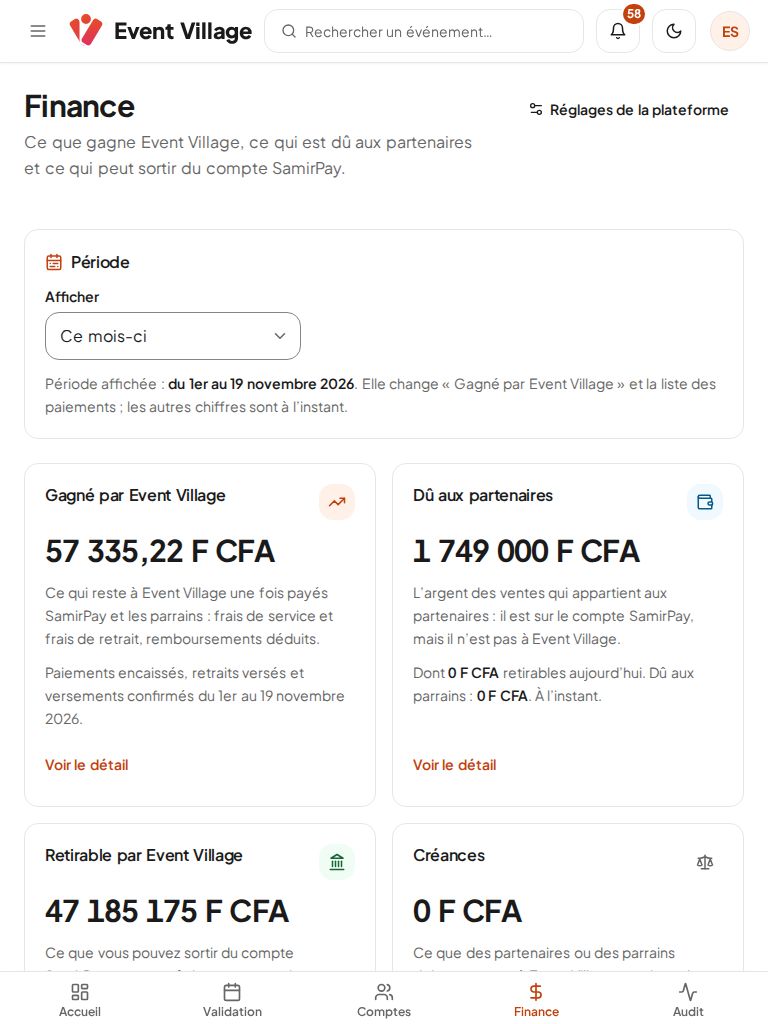 Event Village
Rechercher un événement…
58
ES
Finance
Réglages de la plateforme
Ce que gagne Event Village, ce qui est dû aux partenaires
et ce qui peut sortir du compte SamirPay.
Période
Afficher
Ce mois-ci
Période affichée : du 1er au 19 novembre 2026. Elle change « Gagné par Event Village » et la liste des
paiements ; les autres chiffres sont à l'instant.
Gagné par Event Village
57 335,22 F CFA
Ce qui reste à Event Village une fois payés
SamirPay et les parrains : frais de service et
frais de retrait, remboursements déduits.
Paiements encaissés, retraits versés et
versements confirmés du 1er au 19 novembre
2026.
Voir le détail
Dû aux partenaires
1 749 000 F CFA
L'argent des ventes qui appartient aux
partenaires : il est sur le compte SamirPay,
mais il n'est pas à Event Village.
Dont 0 F CFA retirables aujourd'hui. Dû aux
parrains : 0 F CFA. À l'instant.
Voir le détail
Retirable par Event Village
47 185 175 F CFA
Ce que vous pouvez sortir du compte
Créances
0 F CFA
Ce que des partenaires ou des parrains
Accueil
Validation
Comptes
Finance
Audit